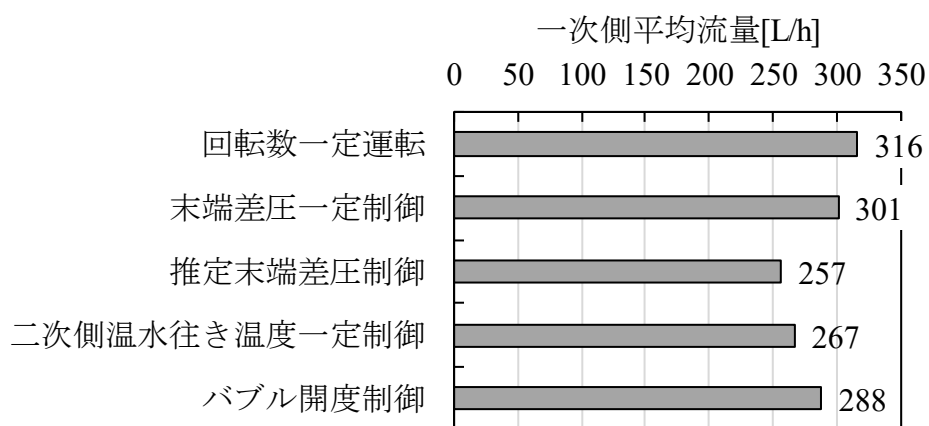 一次側平均流量[L/h]
0 50 100 150 200 250 300 350
回転数一定運転 316
末端差圧一定制御 301
推定末端差圧制御 257
二次側温水往き温度一定制御 267
バブル開度制御 288